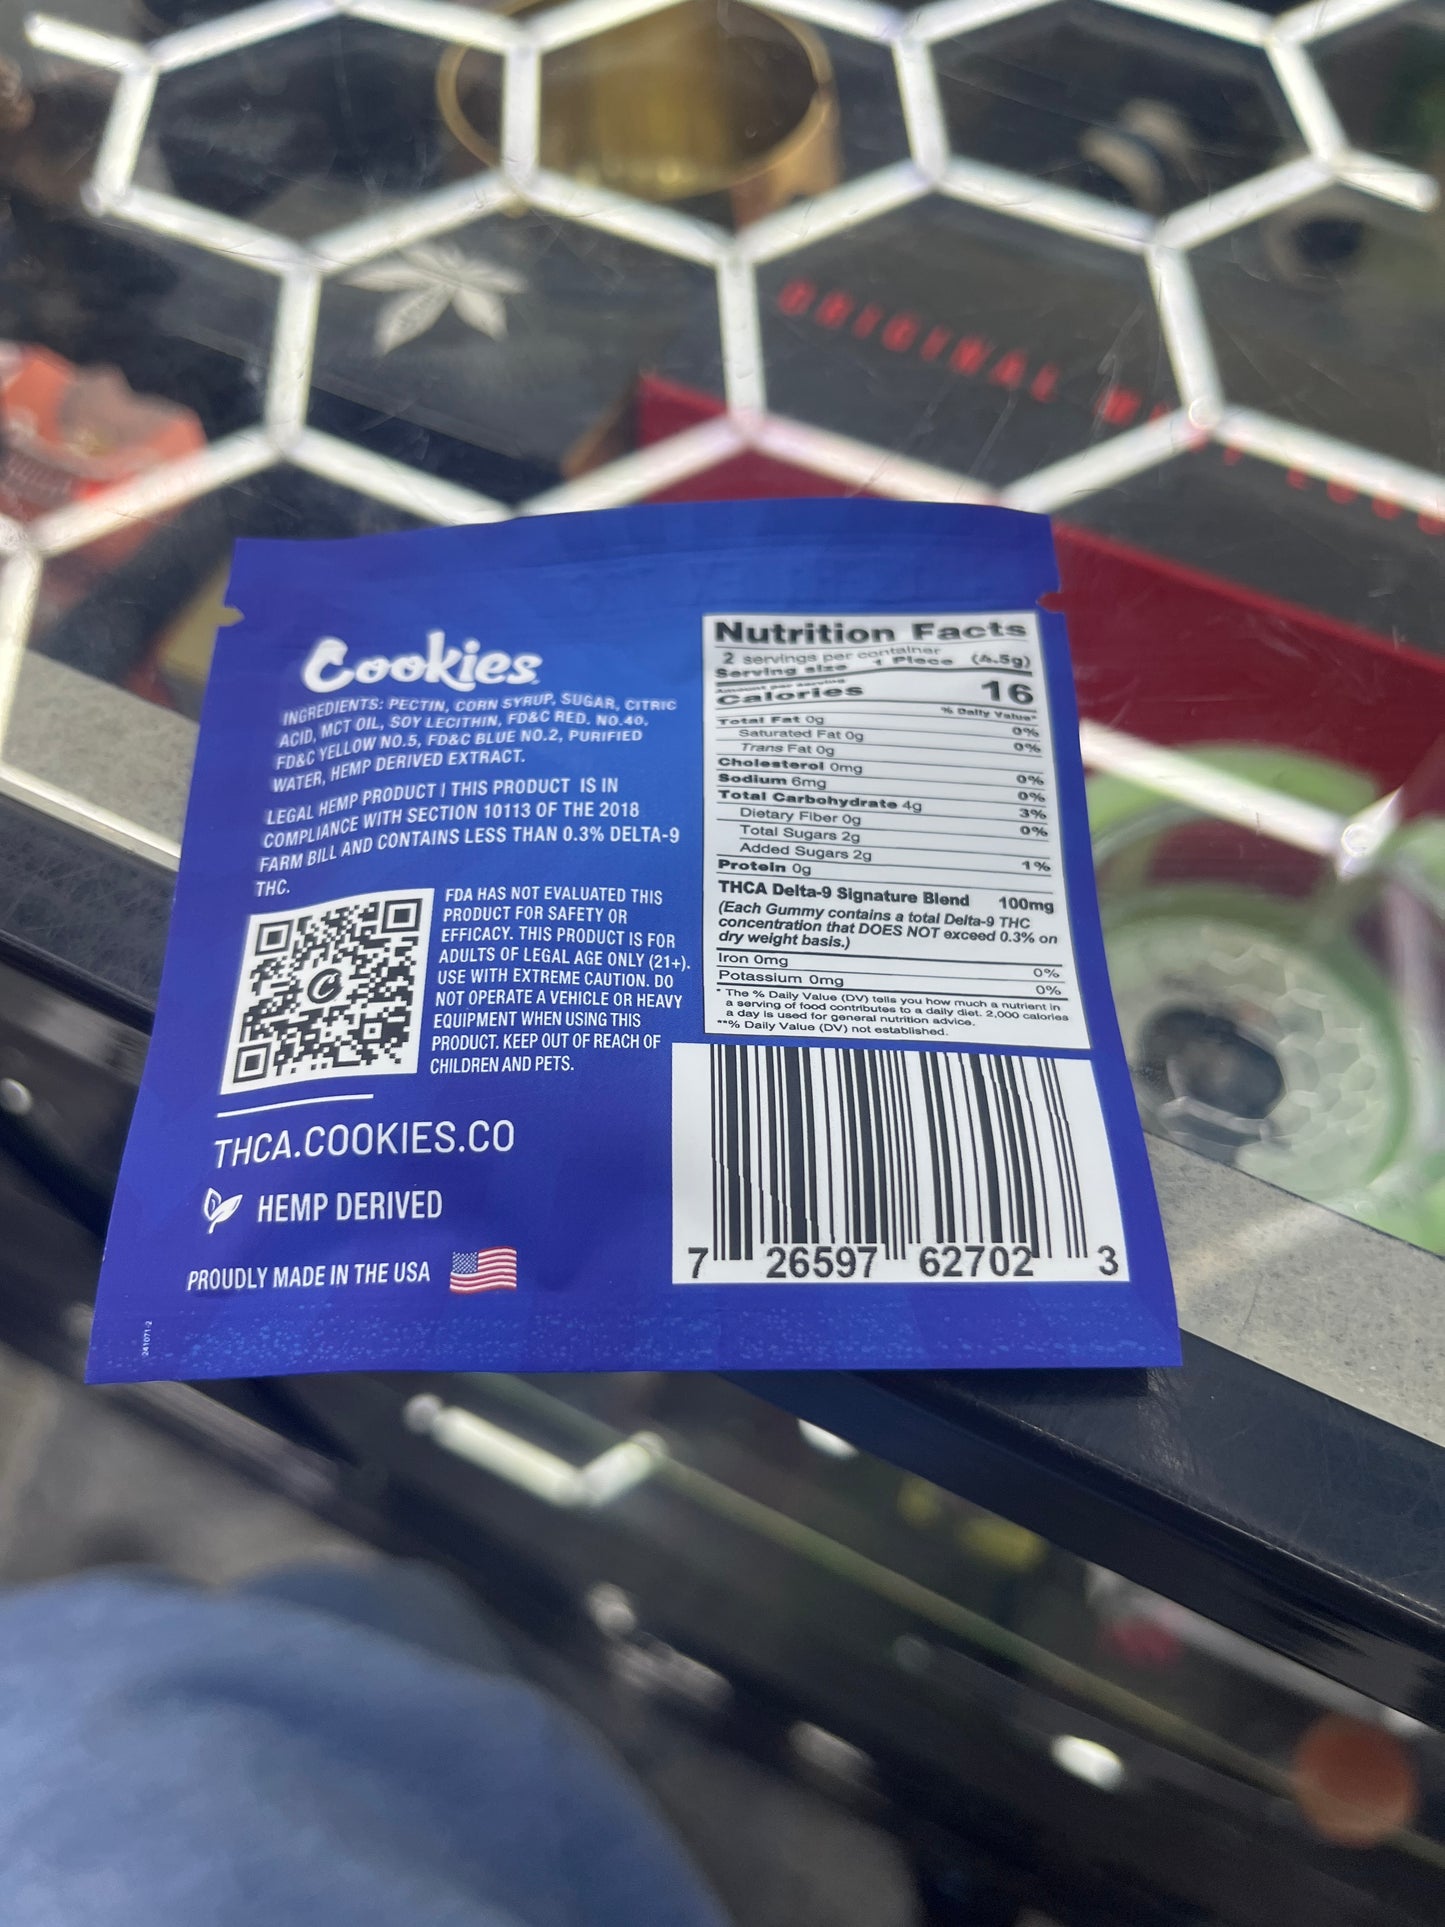 ORIGINAL
Cookies
INGREDIENTS: PECTIN, CORN SYRUP, SUGAR, CITRIC
ACID, MCT OIL, SOY LECITHIN, FD&C RED. NO.40,
FD&C YELLOW NO.5, FD&C BLUE NO.2, PURIFIED
WATER, HEMP DERIVED EXTRACT.
LEGAL HEMP PRODUCT | THIS PRODUCT IS IN
COMPLIANCE WITH SECTION 10113 OF THE 2018
FARM BILL AND CONTAINS LESS THAN 0.3% DELTA-9
THC.
FDA HAS NOT EVALUATED THIS
PRODUCT FOR SAFETY OR
EFFICACY. THIS PRODUCT IS FOR
ADULTS OF LEGAL AGE ONLY (21+).
USE WITH EXTREME CAUTION. DO
NOT OPERATE A VEHICLE OR HEAVY
EQUIPMENT WHEN USING THIS
PRODUCT. KEEP OUT OF REACH OF
CHILDREN AND PETS.
THCA.COOKIES.CO
HEMP DERIVED
PROUDLY MADE IN THE USA
241071-2
Nutrition Facts
2 servings per container
Serving size 1 Piece (4.5g)
Amount per serving
Calories 16
% Daily Value*
Total Fat 0g 0%
Saturated Fat 0g 0%
Trans Fat 0g
Cholesterol 0mg 0%
Sodium 6mg 0%
Total Carbohydrate 4g 3%
Dietary Fiber 0g 0%
Total Sugars 2g
Added Sugars 2g 1%
Protein 0g
THCA Delta-9 Signature Blend 100mg
(Each Gummy contains a total Delta-9 THC
concentration that DOES NOT exceed 0.3% on
dry weight basis.)
Iron 0mg 0%
Potassium 0mg 0%
* The % Daily Value (DV) tells you how much a nutrient in
a serving of food contributes to a daily diet. 2,000 calories
a day is used for general nutrition advice.
**% Daily Value (DV) not established.
7 26597 62702 3